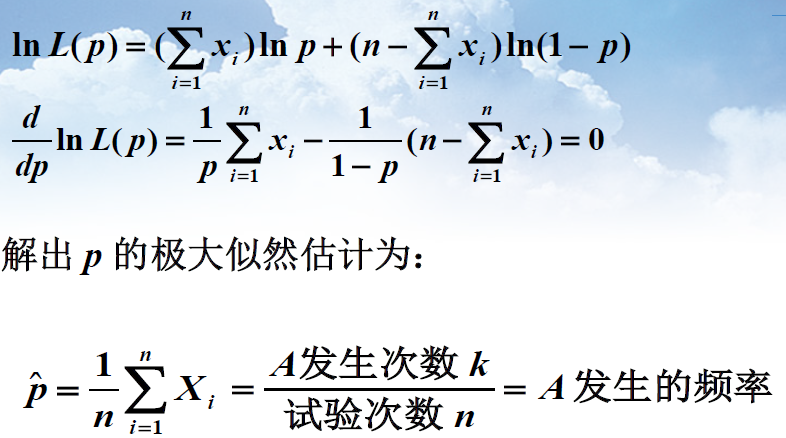 ln L(p) = (∑_{i=1}^{n} x_i) ln p + (n − ∑_{i=1}^{n} x_i) ln(1 − p)
d/dp ln L(p) = 1/p ∑_{i=1}^{n} x_i − 1/(1 − p) (n − ∑_{i=1}^{n} x_i) = 0
解出 p 的极大似然估计为：
p̂ = 1/n ∑_{i=1}^{n} X_i = A发生次数 k / 试验次数 n = A 发生的频率